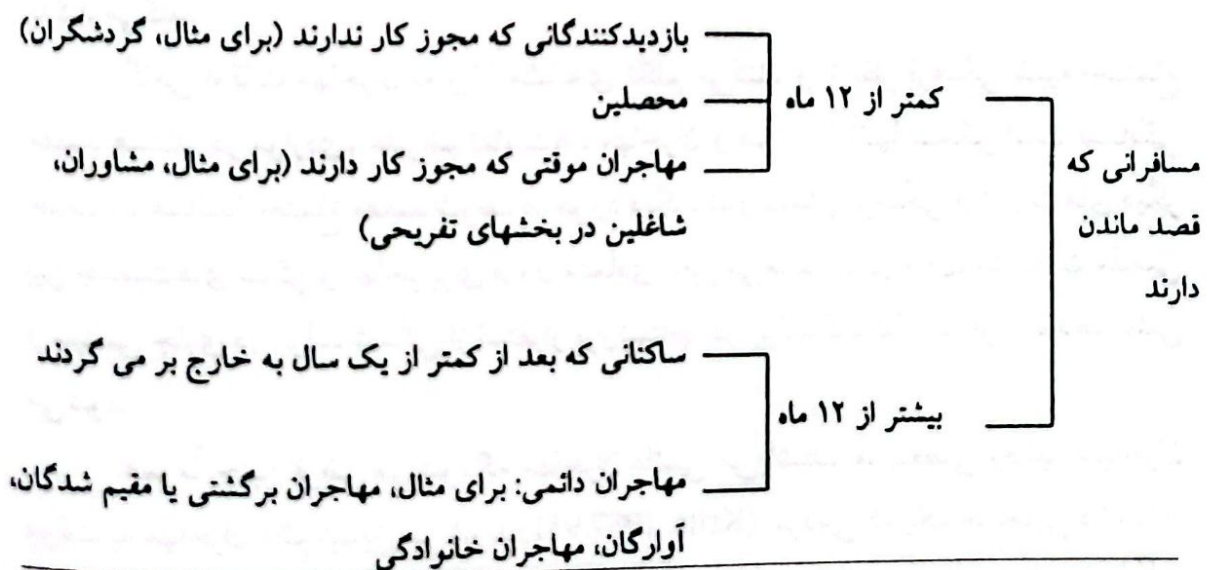 مسافرانی که
قصد ماندن
دارند
کمتر از ۱۲ ماه
بازدیدکنندگانی که مجوز کار ندارند (برای مثال، گردشگران)
محصلین
مهاجران موقتی که مجوز کار دارند (برای مثال، مشاوران،
شاغلین در بخشهای تفریحی)
بیشتر از ۱۲ ماه
ساکنانی که بعد از کمتر از یک سال به خارج بر می گردند
مهاجران دائمی: برای مثال، مهاجران برگشتی یا مقیم شدگان،
آوارگان، مهاجران خانوادگی